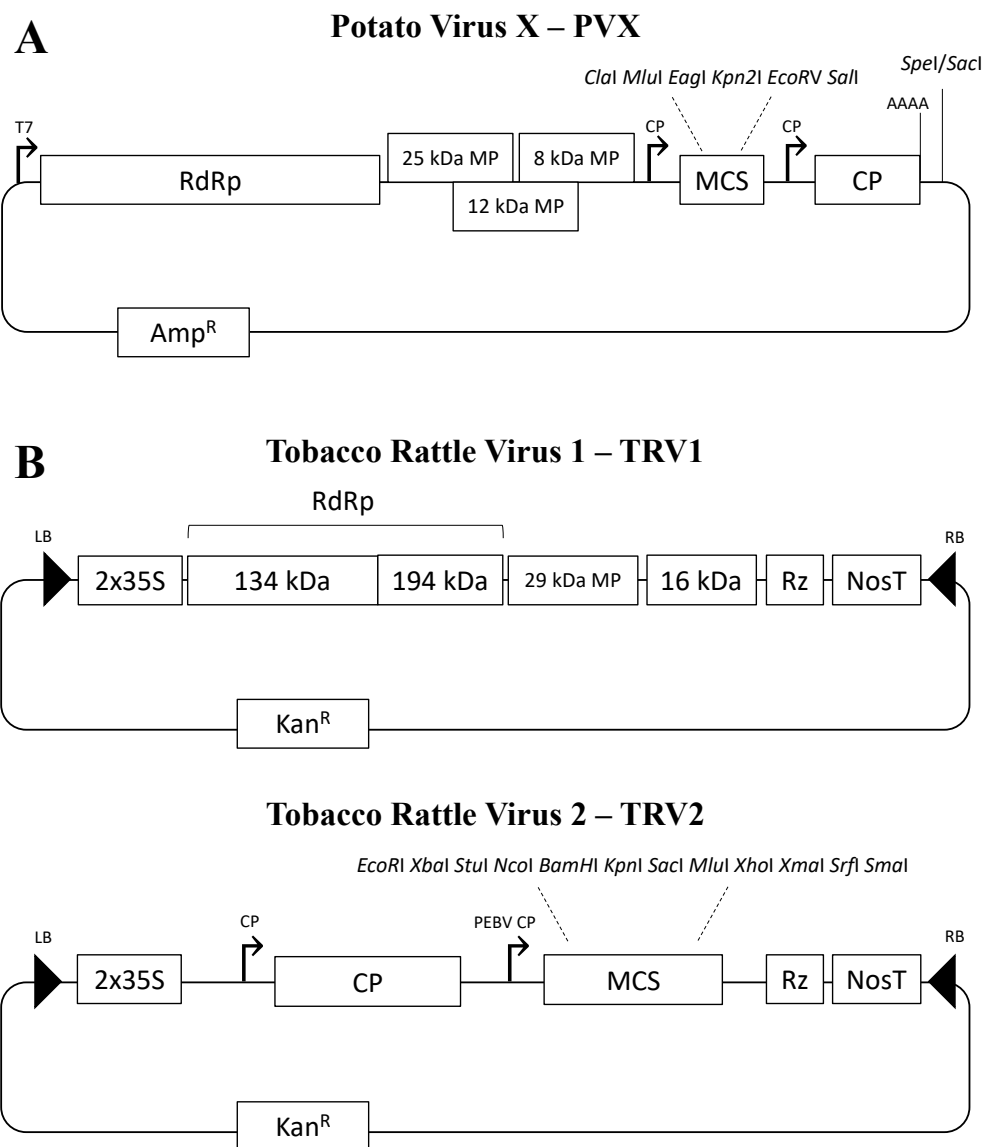 A
Potato Virus X – PVX
ClaI MluI EagI Kpn2I EcoRV SalI
SpeI/SacI
AAAA
T7
CP
CP
25 kDa MP
8 kDa MP
RdRp
MCS
CP
12 kDa MP
Amp^R
B
Tobacco Rattle Virus 1 – TRV1
RdRp
LB
RB
2x35S
134 kDa
194 kDa
29 kDa MP
16 kDa
Rz
NosT
Kan^R
Tobacco Rattle Virus 2 – TRV2
EcoRI XbaI StuI NcoI BamHI KpnI SacI MluI XhoI XmaI SrfI SmaI
LB
CP
PEBV CP
RB
2x35S
CP
MCS
Rz
NosT
Kan^R